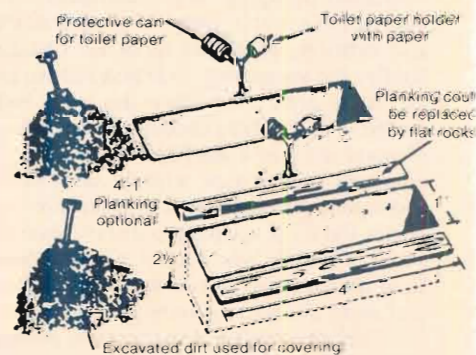 Protective can
for toilet paper
Toilet paper holder
with paper
Planking could
be replaced
by flat rocks
4'-1'
Planking
optional
1'
2½'
4'
Excavated dirt used for covering